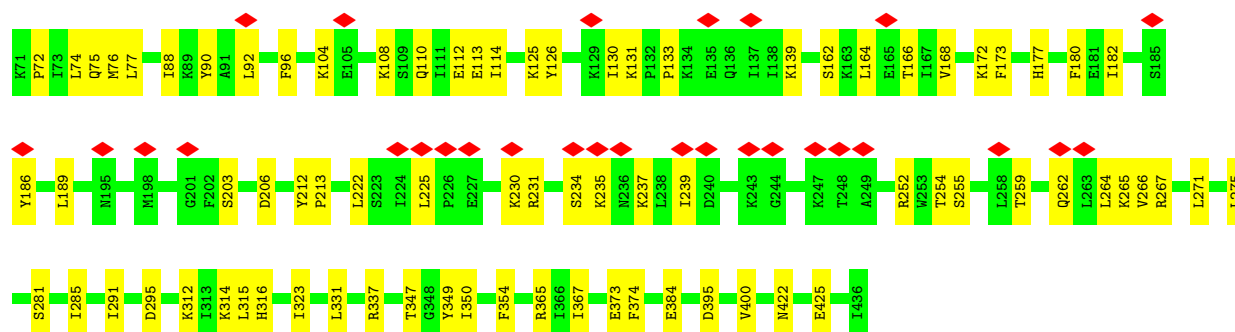 K71 P72 I73 L74 Q75 M76 L77 I88 K89 Y90 A91 L92 F96 K104 E105 K108 S109 Q110 I111 E112 E113 I114 K125 Y126 K129 I130 K131 P132 P133 K134 E135 Q136 I137 I138 K139 S162 K163 L164 E165 T166 I167 V168 K172 F173 H177 F180 E181 I182 S185
Y186 L189 N195 M198 G201 F202 S203 D206 Y212 P213 L222 S223 I224 L225 P226 E227 K230 R231 S234 K235 N236 K237 L238 I239 D240 K243 G244 K247 T248 A249 R252 W253 T254 S255 L258 T259 Q262 L263 L264 K265 V266 R267 L271
S281 I285 I291 D295 K312 I313 K314 L315 H316 I323 L331 R337 T347 G348 Y349 I350 F354 R365 I366 I367 E373 F374 E384 D395 V400 N422 E425 I436